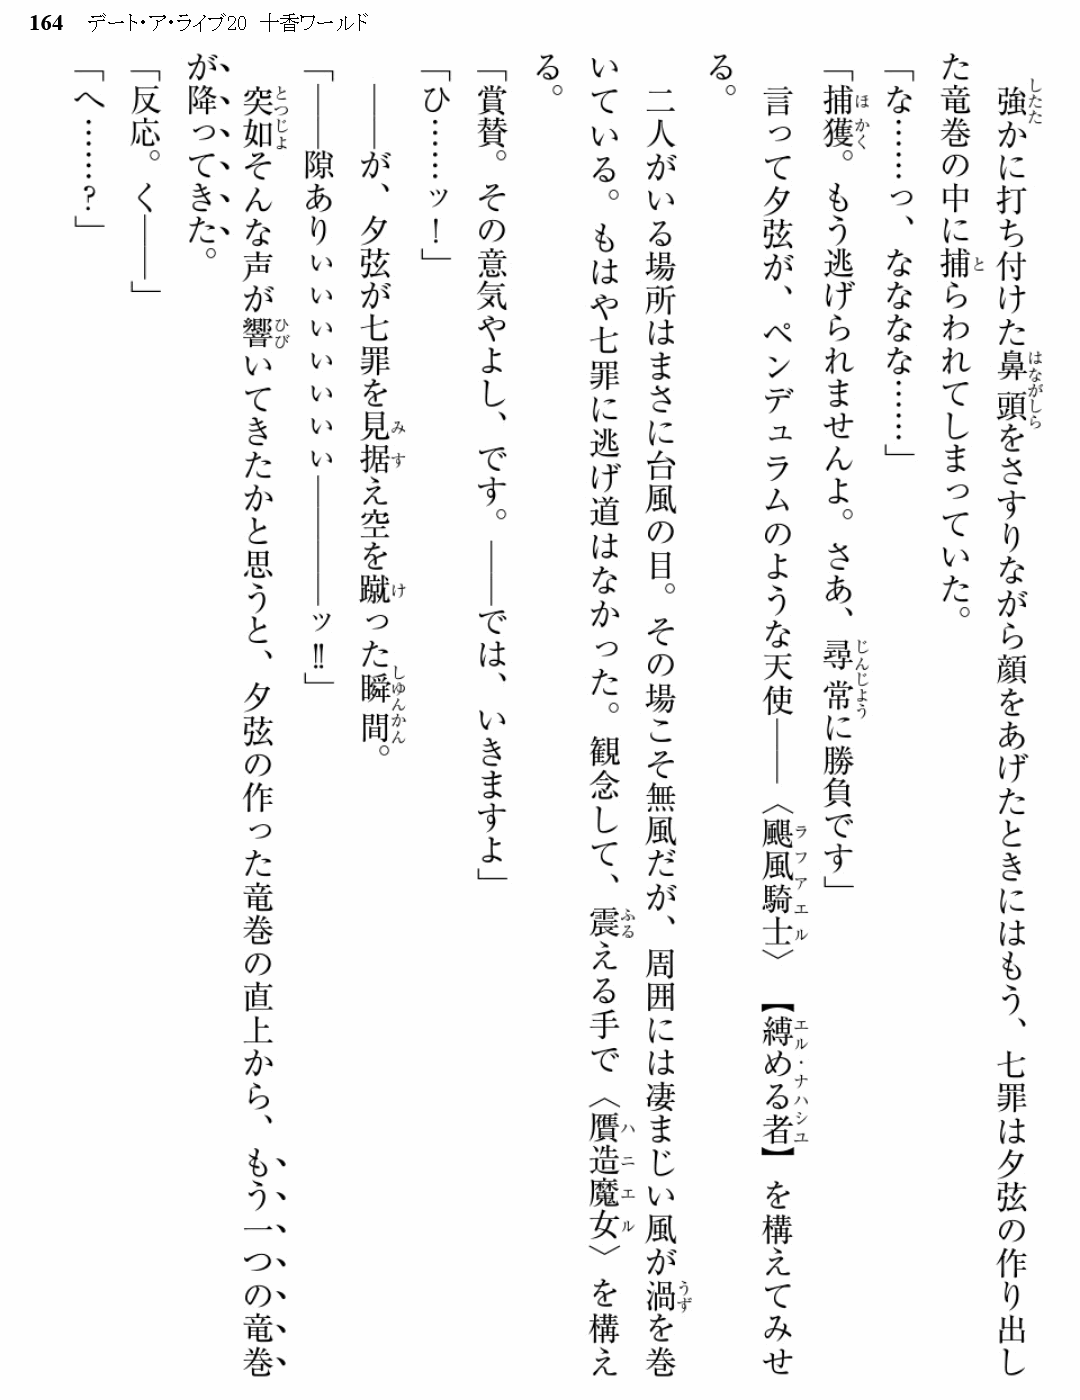 164 デート・ア・ライブ20 十香ワールド
強かに打ち付けた鼻頭をさすりながら顔をあげたときにはもう、七罪は夕弦の作り出し
た竜巻の中に捕らわれてしまっていた。
「な……っ、なななな……」
「捕獲。もう逃げられませんよ。さあ、尋常に勝負です」
言って夕弦が、ペンデュラムのような天使――〈颶風騎士〉【縛める者】を構えてみせ
る。
二人がいる場所はまさに台風の目。その場こそ無風だが、周囲には凄まじい風が渦を巻
いている。もはや七罪に逃げ道はなかった。観念して、震える手で〈贋造魔女〉を構え
る。
「賞賛。その意気やよし、です。――では、いきますよ」
「ひ……ッ！」
――が、夕弦が七罪を見据え空を蹴った瞬間。
「――隙ありぃぃぃぃぃぃぃ――――ッ!!」
突如そんな声が響いてきたかと思うと、夕弦の作った竜巻の直上から、もう一つの竜巻
が降ってきた。
「反応。く――」
「へ……？」